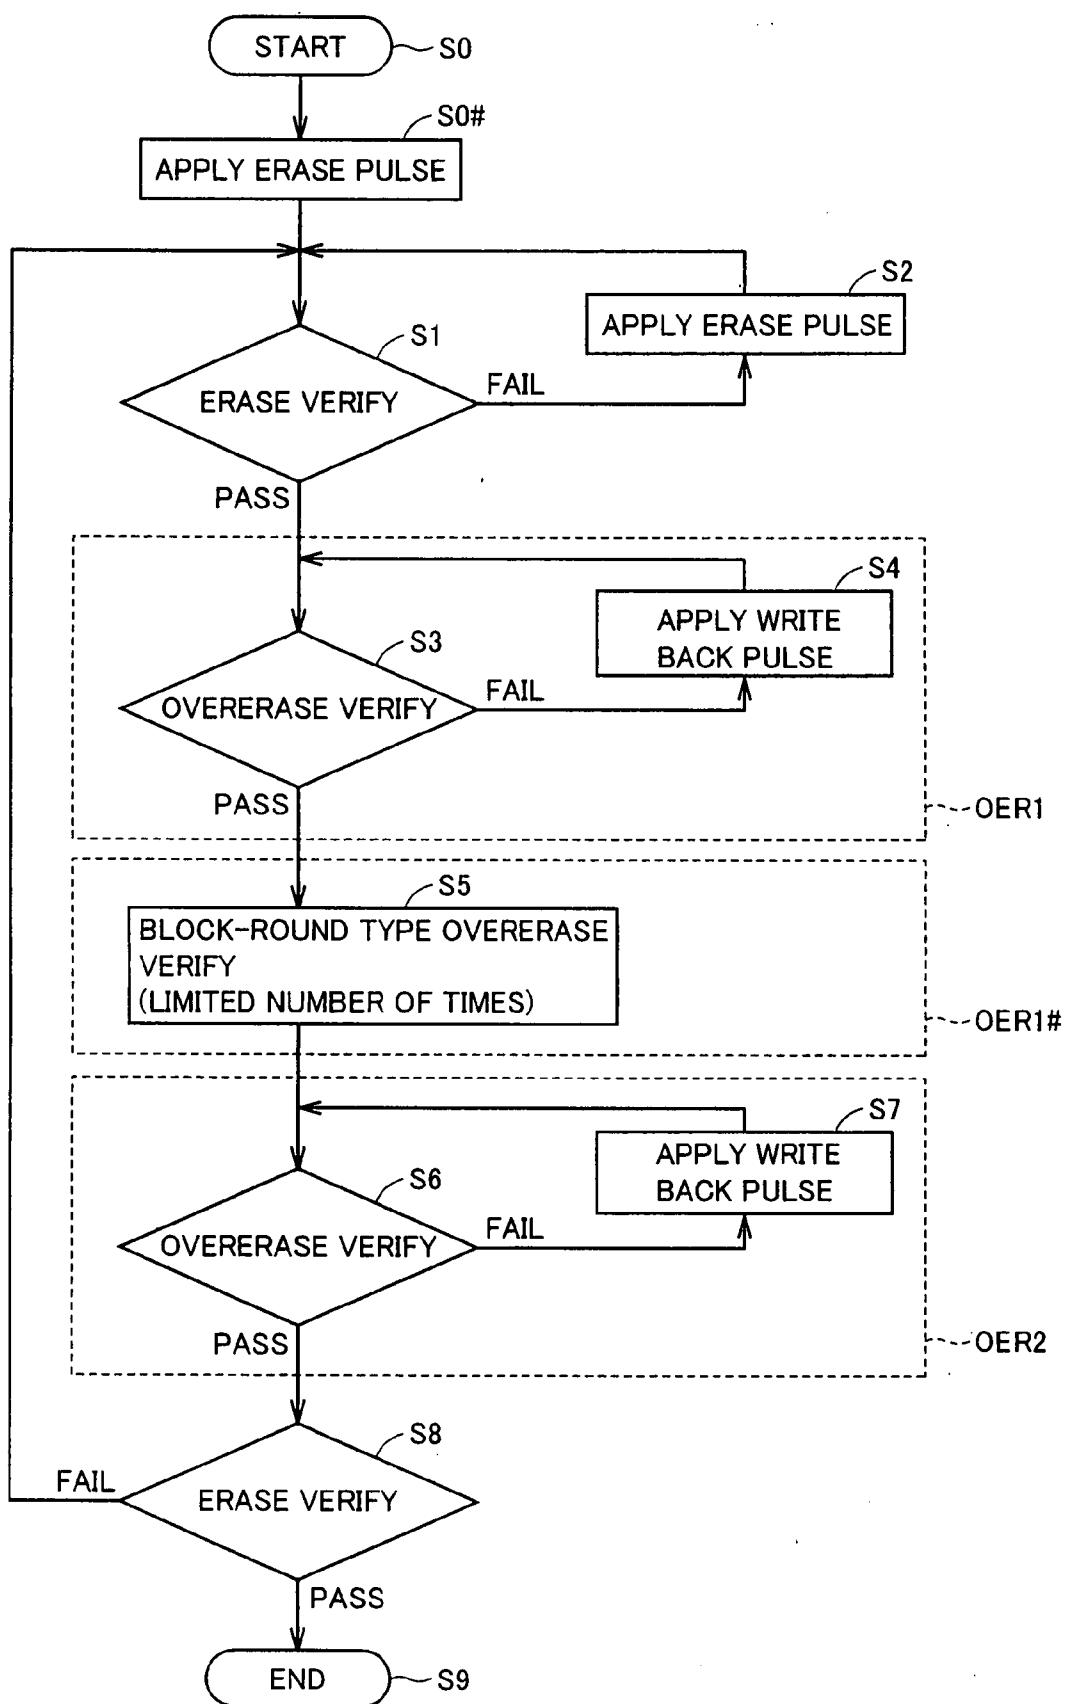 START
S0
S0#
APPLY ERASE PULSE
S2
APPLY ERASE PULSE
S1
ERASE VERIFY
FAIL
PASS
S4
APPLY WRITE
BACK PULSE
S3
OVERERASE VERIFY
FAIL
PASS
OER1
S5
BLOCK-ROUND TYPE OVERERASE
VERIFY
(LIMITED NUMBER OF TIMES)
OER1#
S7
APPLY WRITE
BACK PULSE
S6
OVERERASE VERIFY
FAIL
PASS
OER2
S8
FAIL
ERASE VERIFY
PASS
END
S9